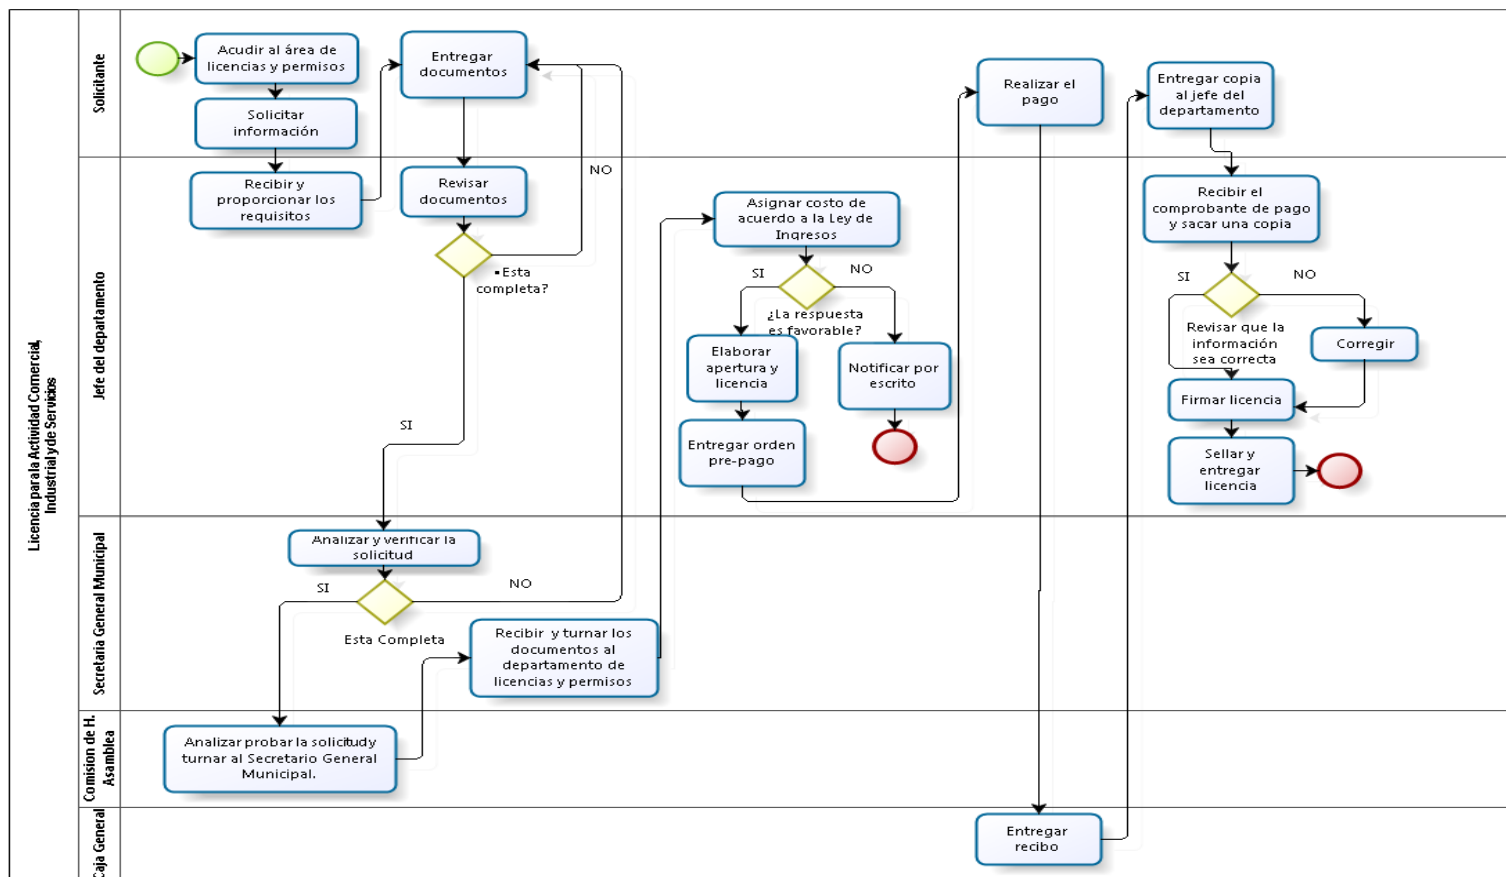 Licencia para la Actividad Comercial,
Industrial y de Servicios
Solicitante
Acudir al área de
licencias y permisos
Solicitar
información
Entregar
documentos
Realizar el
pago
Entregar copia
al jefe del
departamento
Jefe del departamento
Recibir y
proporcionar los
requisitos
Revisar
documentos
NO
Esta
completa?
SI
Asignar costo de
acuerdo a la Ley de
Ingresos
SI
NO
¿La respuesta
es favorable?
Elaborar
apertura y
licencia
Notificar por
escrito
Entregar orden
pre-pago
Recibir el
comprobante de pago
y sacar una copia
SI
NO
Revisar que la
información
sea correcta
Corregir
Firmar licencia
Sellar y
entregar
licencia
Secretaria General Municipal
Analizar y verificar la
solicitud
SI
NO
Esta Completa
Recibir y turnar los
documentos al
departamento de
licencias y permisos
Comision de H.
Asamblea
Analizar probar la solicitud y
turnar al Secretario General
Municipal.
Caja General
Entregar
recibo